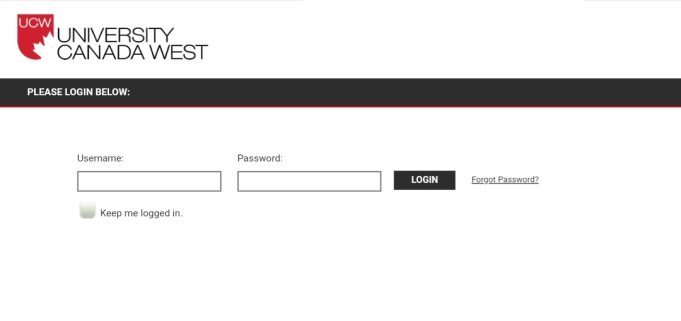 UCW
UNIVERSITY
CANADA WEST
PLEASE LOGIN BELOW:
Username: Password:
LOGIN Forgot Password?
Keep me logged in.